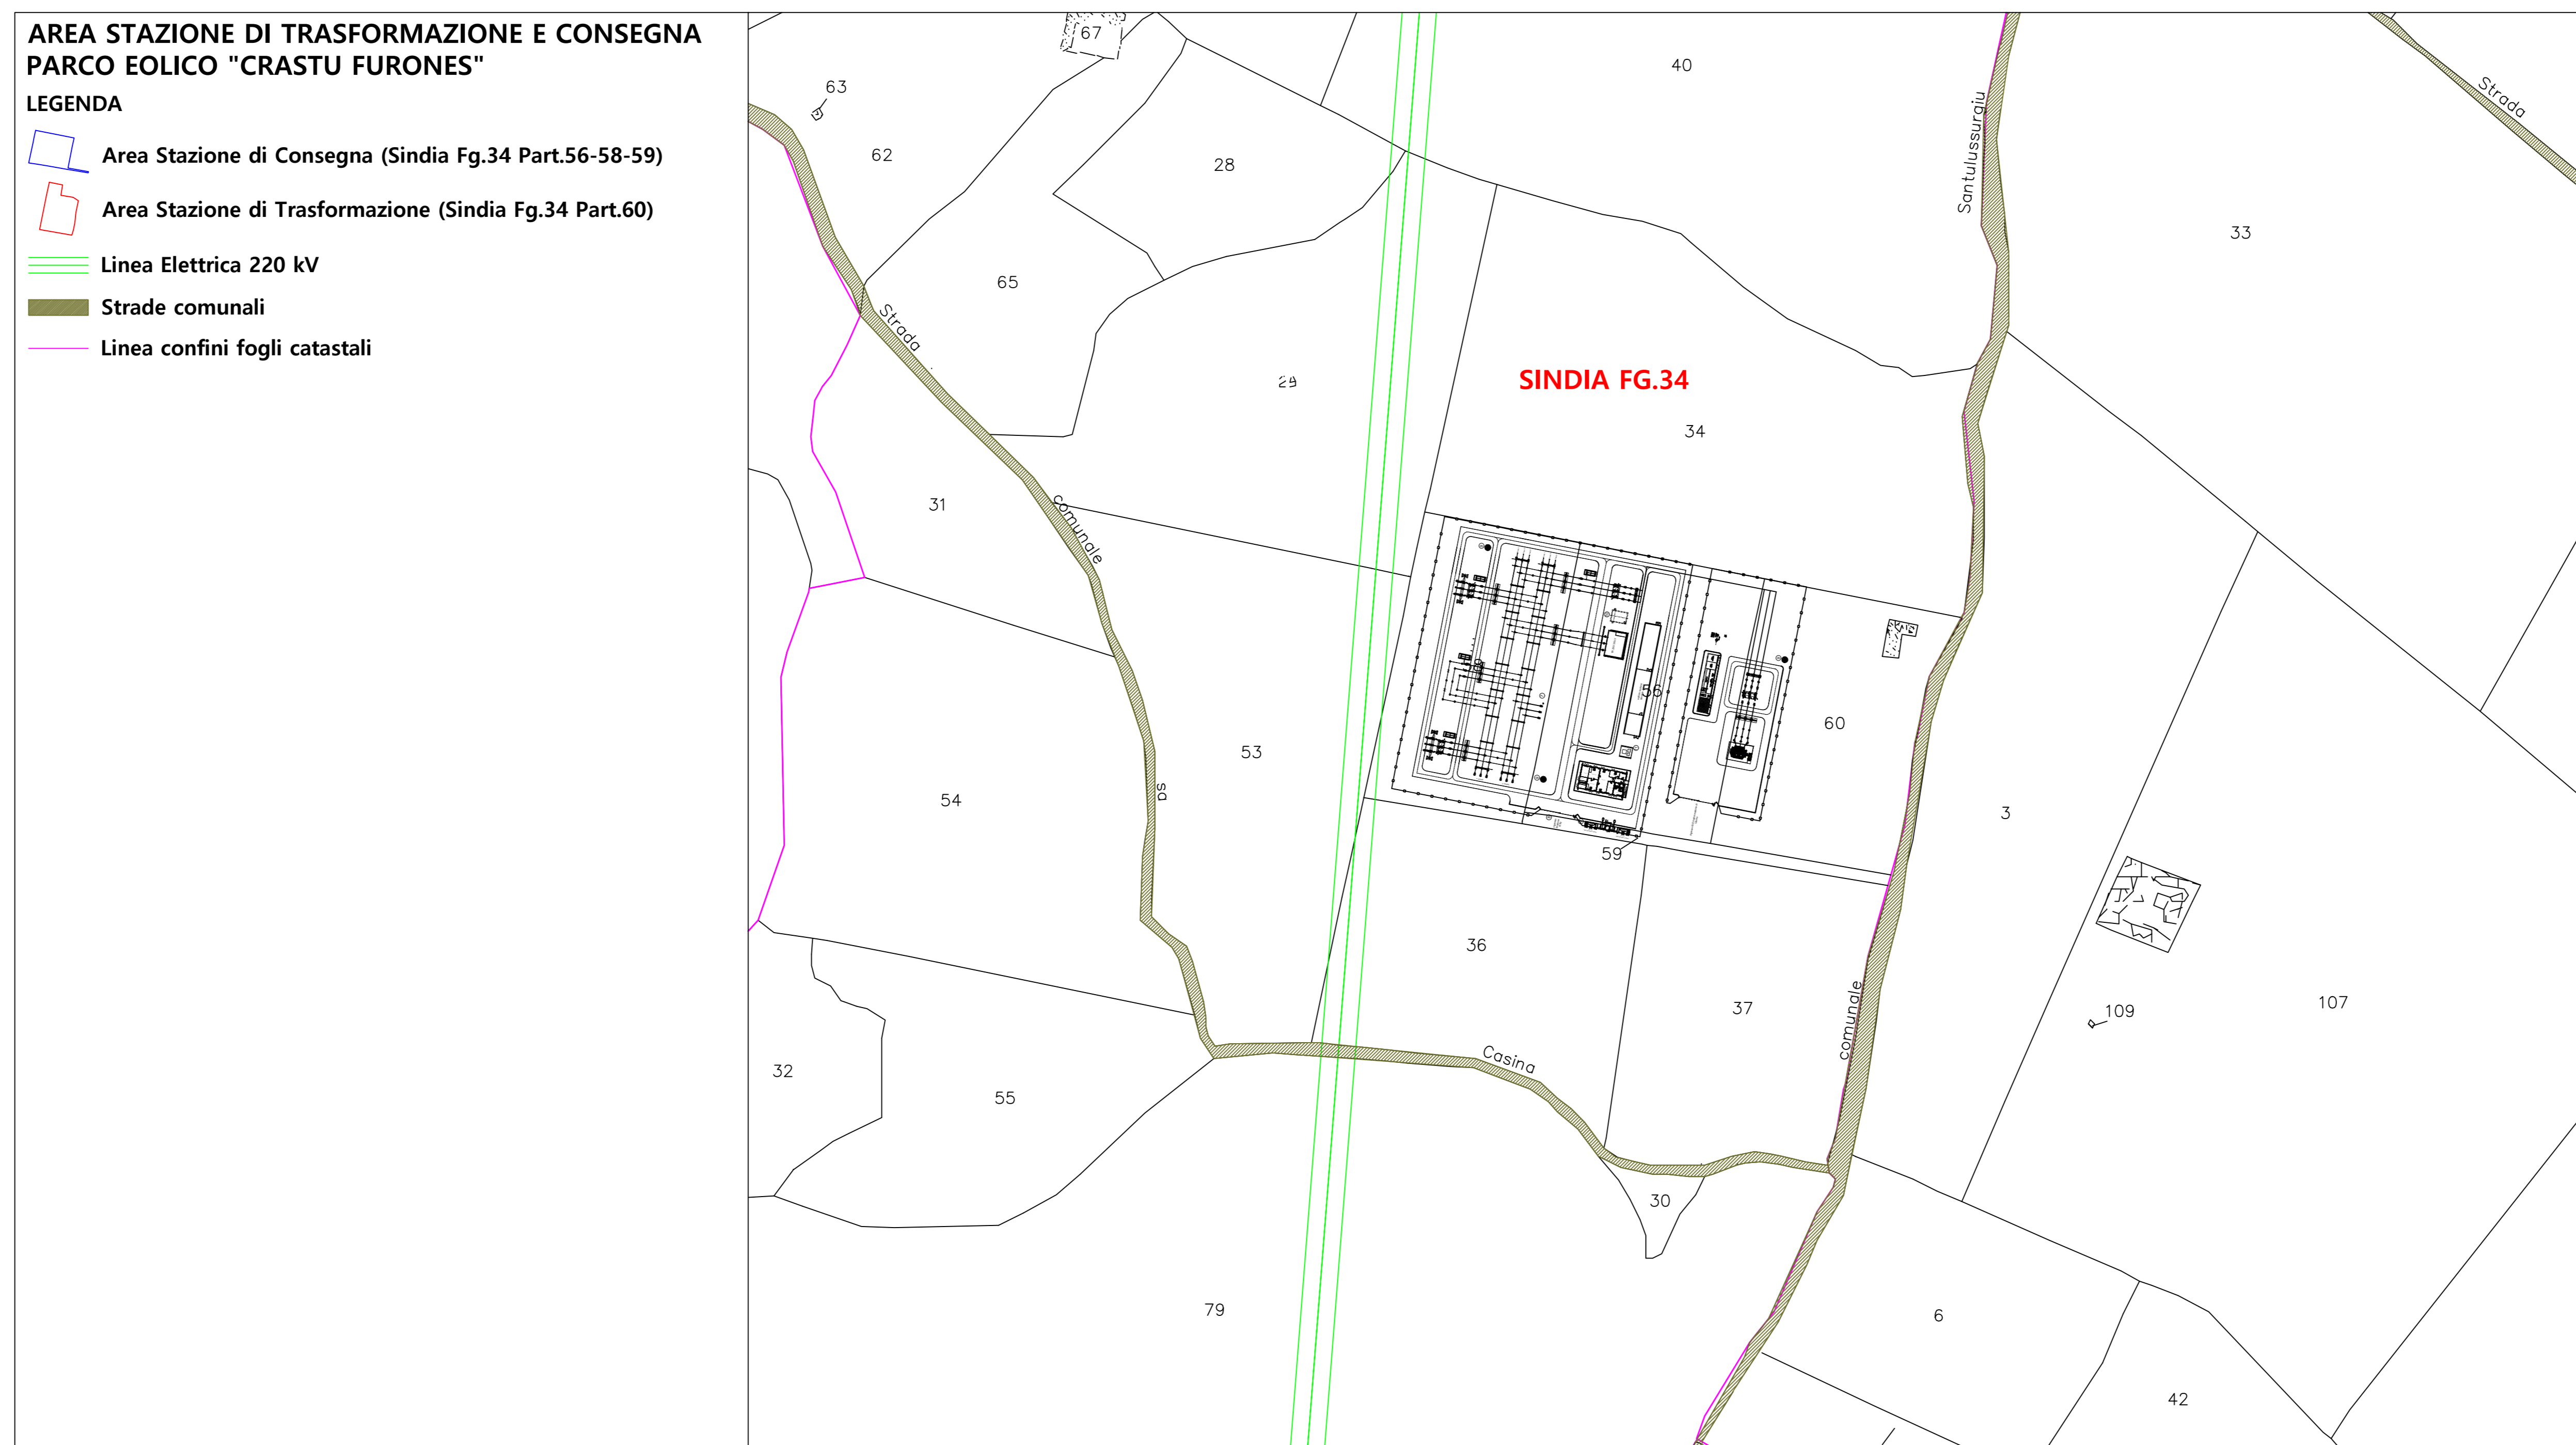 AREA STAZIONE DI TRASFORMAZIONE E CONSEGNA
PARCO EOLICO "CRASTU FURONES"
LEGENDA
Area Stazione di Consegna (Sindia Fg.34 Part.56-58-59)
Area Stazione di Trasformazione (Sindia Fg.34 Part.60)
Linea Elettrica 220 kV
Strade comunali
Linea confini fogli catastali
67
40
63
Strada
62
28
Santulussurgiu
33
65
Strada
SINDIA FG.34
34
31
comunale
56
60
53
sa
54
3
59
36
37
comunale
109
107
Casina
32
55
30
79
6
42